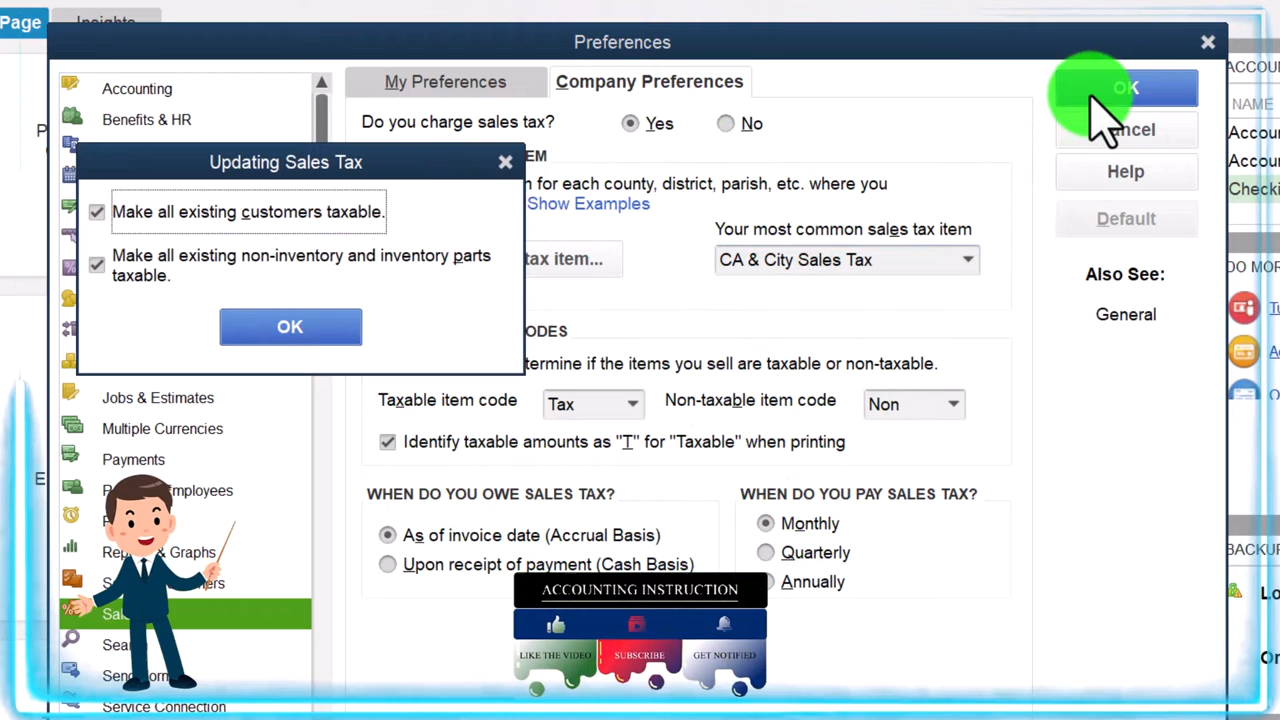 Page
Insights
Preferences
Accounting
Benefits & HR
My Preferences
Company Preferences
Do you charge sales tax?
Yes
No
OK
Help
Default
Also See:
General
Updating Sales Tax
Make all existing customers taxable.
Make all existing non-inventory and inventory parts
taxable.
OK
for each county, district, parish, etc. where you
Show Examples
Your most common sales tax item
tax item...
CA & City Sales Tax
if the items you sell are taxable or non-taxable.
Taxable item code
Tax
Non-taxable item code
Non
Identify taxable amounts as "T" for "Taxable" when printing
WHEN DO YOU OWE SALES TAX?
As of invoice date (Accrual Basis)
Upon receipt of payment (Cash Basis)
WHEN DO YOU PAY SALES TAX?
Monthly
Quarterly
Annually
Jobs & Estimates
Multiple Currencies
Payments
Employees
& Graphs
Service Connection
ACCOUNTING INSTRUCTION
LIKE THE VIDEO
SUBSCRIBE
GET NOTIFIED
NAME